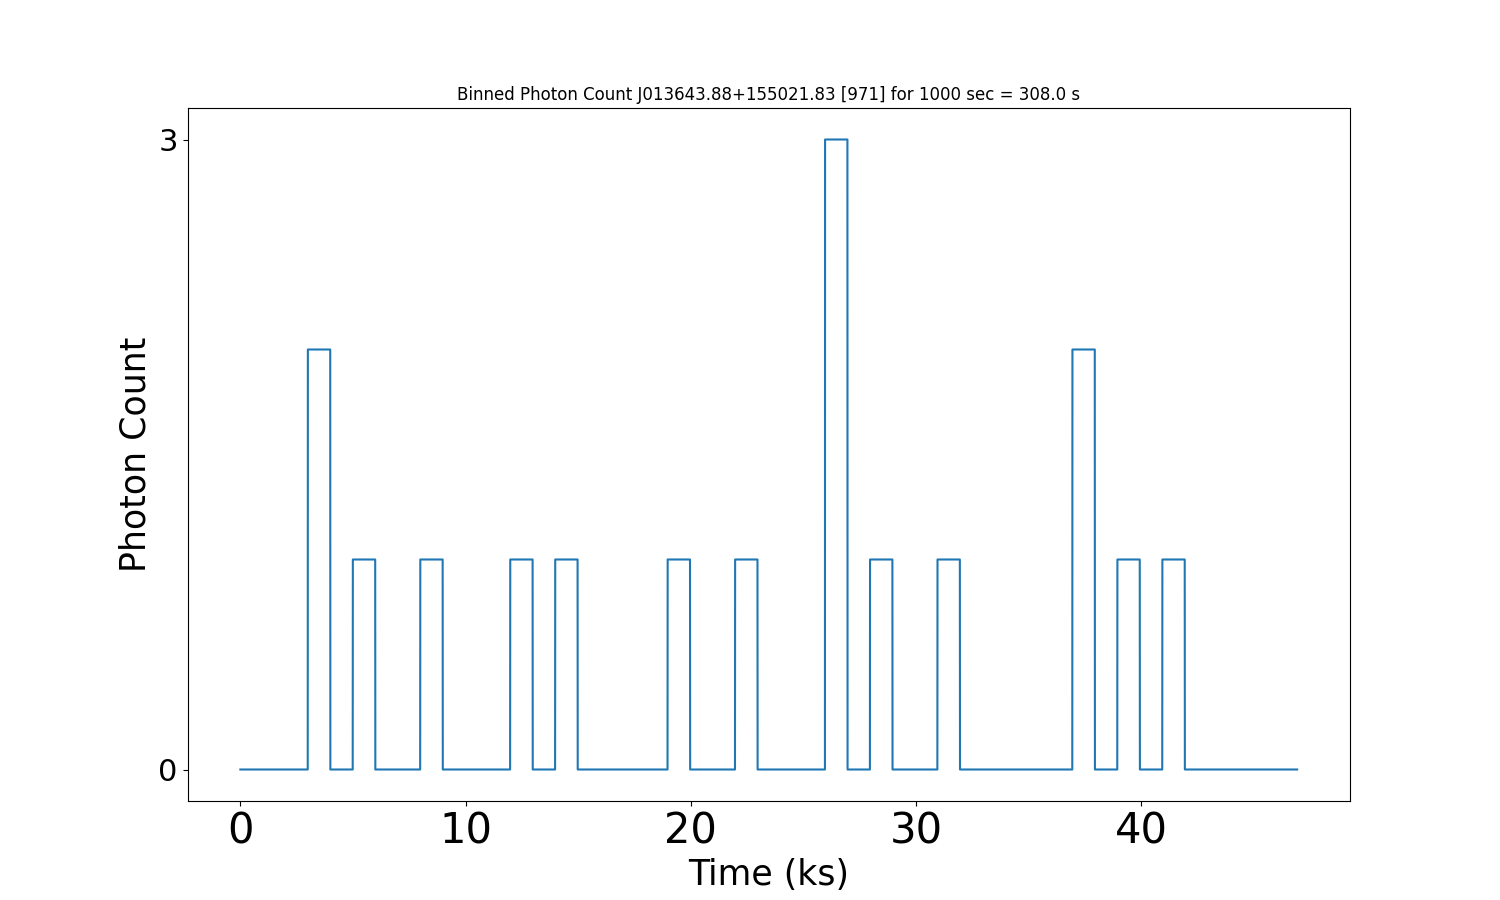 Binned Photon Count J013643.88+155021.83 [971] for 1000 sec = 308.0 s
3
Photon Count
0
0 10 20 30 40
Time (ks)